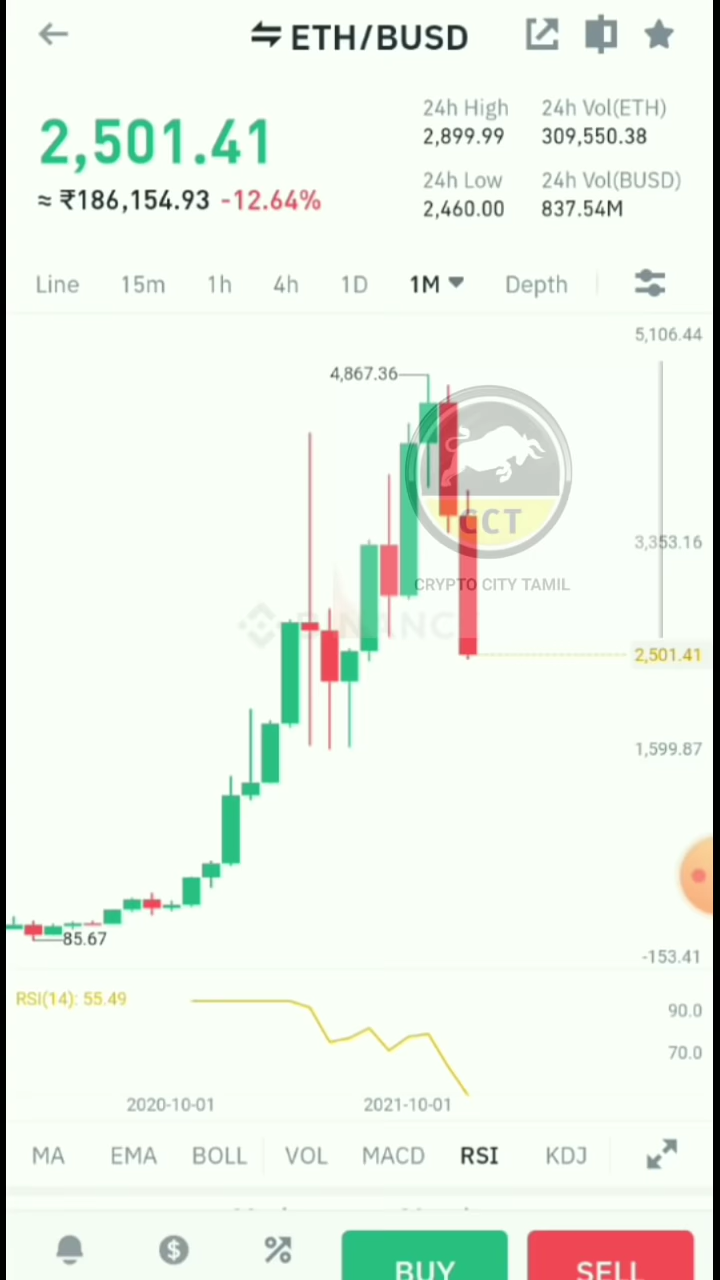 ETH/BUSD
2,501.41
≈ ₹186,154.93 -12.64%
24h High
2,899.99
24h Vol(ETH)
309,550.38
24h Low
2,460.00
24h Vol(BUSD)
837.54M
Line 15m 1h 4h 1D 1M Depth
5,106.44
4,867.36
CCT
3,353.16
CRYPTO CITY TAMIL
BINANC
2,501.41
1,599.87
85.67
-153.41
RSI(14): 55.49
90.0
70.0
2020-10-01 2021-10-01
MA EMA BOLL VOL MACD RSI KDJ
BUY SELL